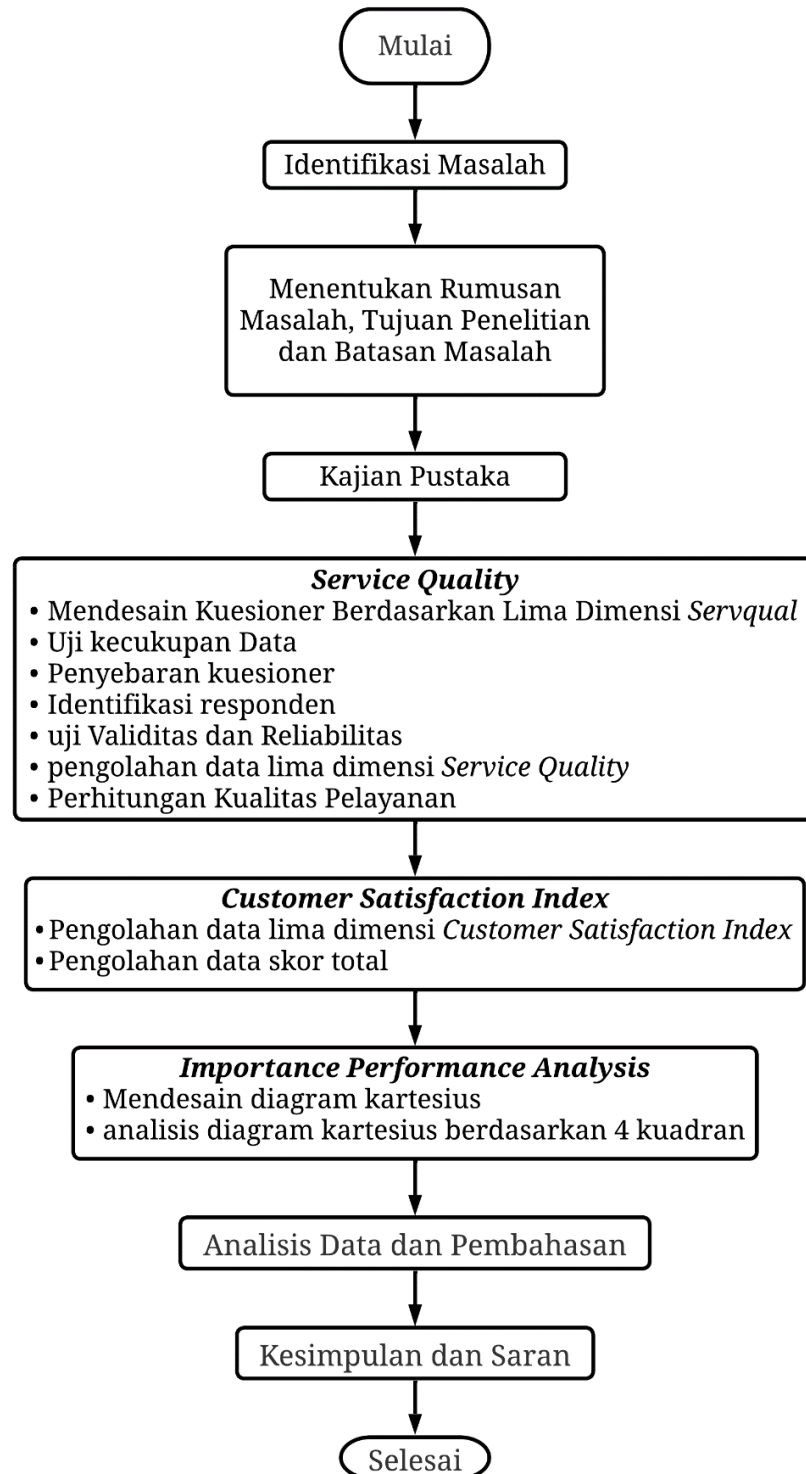 Mulai
Identifikasi Masalah
Menentukan Rumusan
Masalah, Tujuan Penelitian
dan Batasan Masalah
Kajian Pustaka
Service Quality
• Mendesain Kuesioner Berdasarkan Lima Dimensi Servqual
• Uji kecukupan Data
• Penyebaran kuesioner
• Identifikasi responden
• uji Validitas dan Reliabilitas
• pengolahan data lima dimensi Service Quality
• Perhitungan Kualitas Pelayanan
Customer Satisfaction Index
• Pengolahan data lima dimensi Customer Satisfaction Index
• Pengolahan data skor total
Importance Performance Analysis
• Mendesain diagram kartesius
• analisis diagram kartesius berdasarkan 4 kuadran
Analisis Data dan Pembahasan
Kesimpulan dan Saran
Selesai